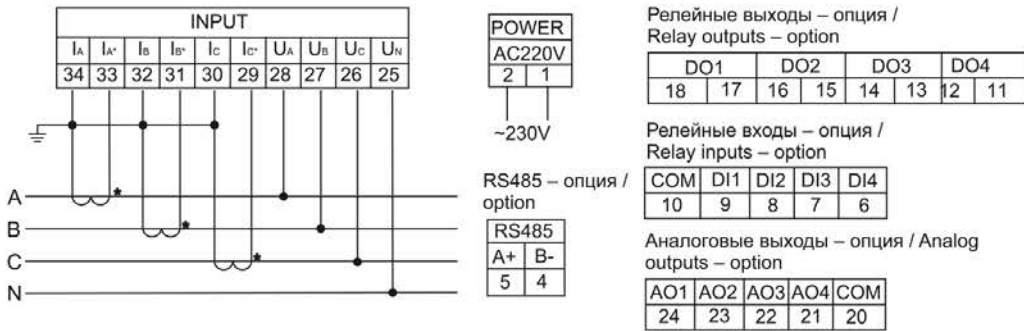 INPUT
IA IA* IB IB* IC IC* UA UB UC UN
34 33 32 31 30 29 28 27 26 25
A
B
C
N
* * *
POWER
AC220V
2 1
~230V
RS485 – опция /
option
RS485
A+ B-
5 4
Релейные выходы – опция /
Relay outputs – option
DO1 DO2 DO3 DO4
18 17 16 15 14 13 12 11
Релейные входы – опция /
Relay inputs – option
COM DI1 DI2 DI3 DI4
10 9 8 7 6
Аналоговые выходы – опция / Analog
outputs – option
AO1 AO2 AO3 AO4 COM
24 23 22 21 20